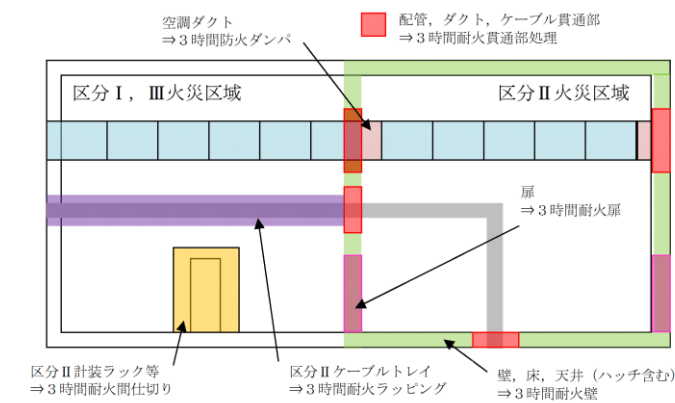 空調ダクト
⇒３時間防火ダンパ
配管，ダクト，ケーブル貫通部
⇒３時間耐火貫通部処理
区分Ⅰ，Ⅲ火災区域
区分Ⅱ火災区域
扉
⇒３時間耐火扉
区分Ⅱ計装ラック等
⇒３時間耐火間仕切り
区分Ⅱケーブルトレイ
⇒３時間耐火ラッピング
壁，床，天井（ハッチ含む）
⇒３時間耐火壁